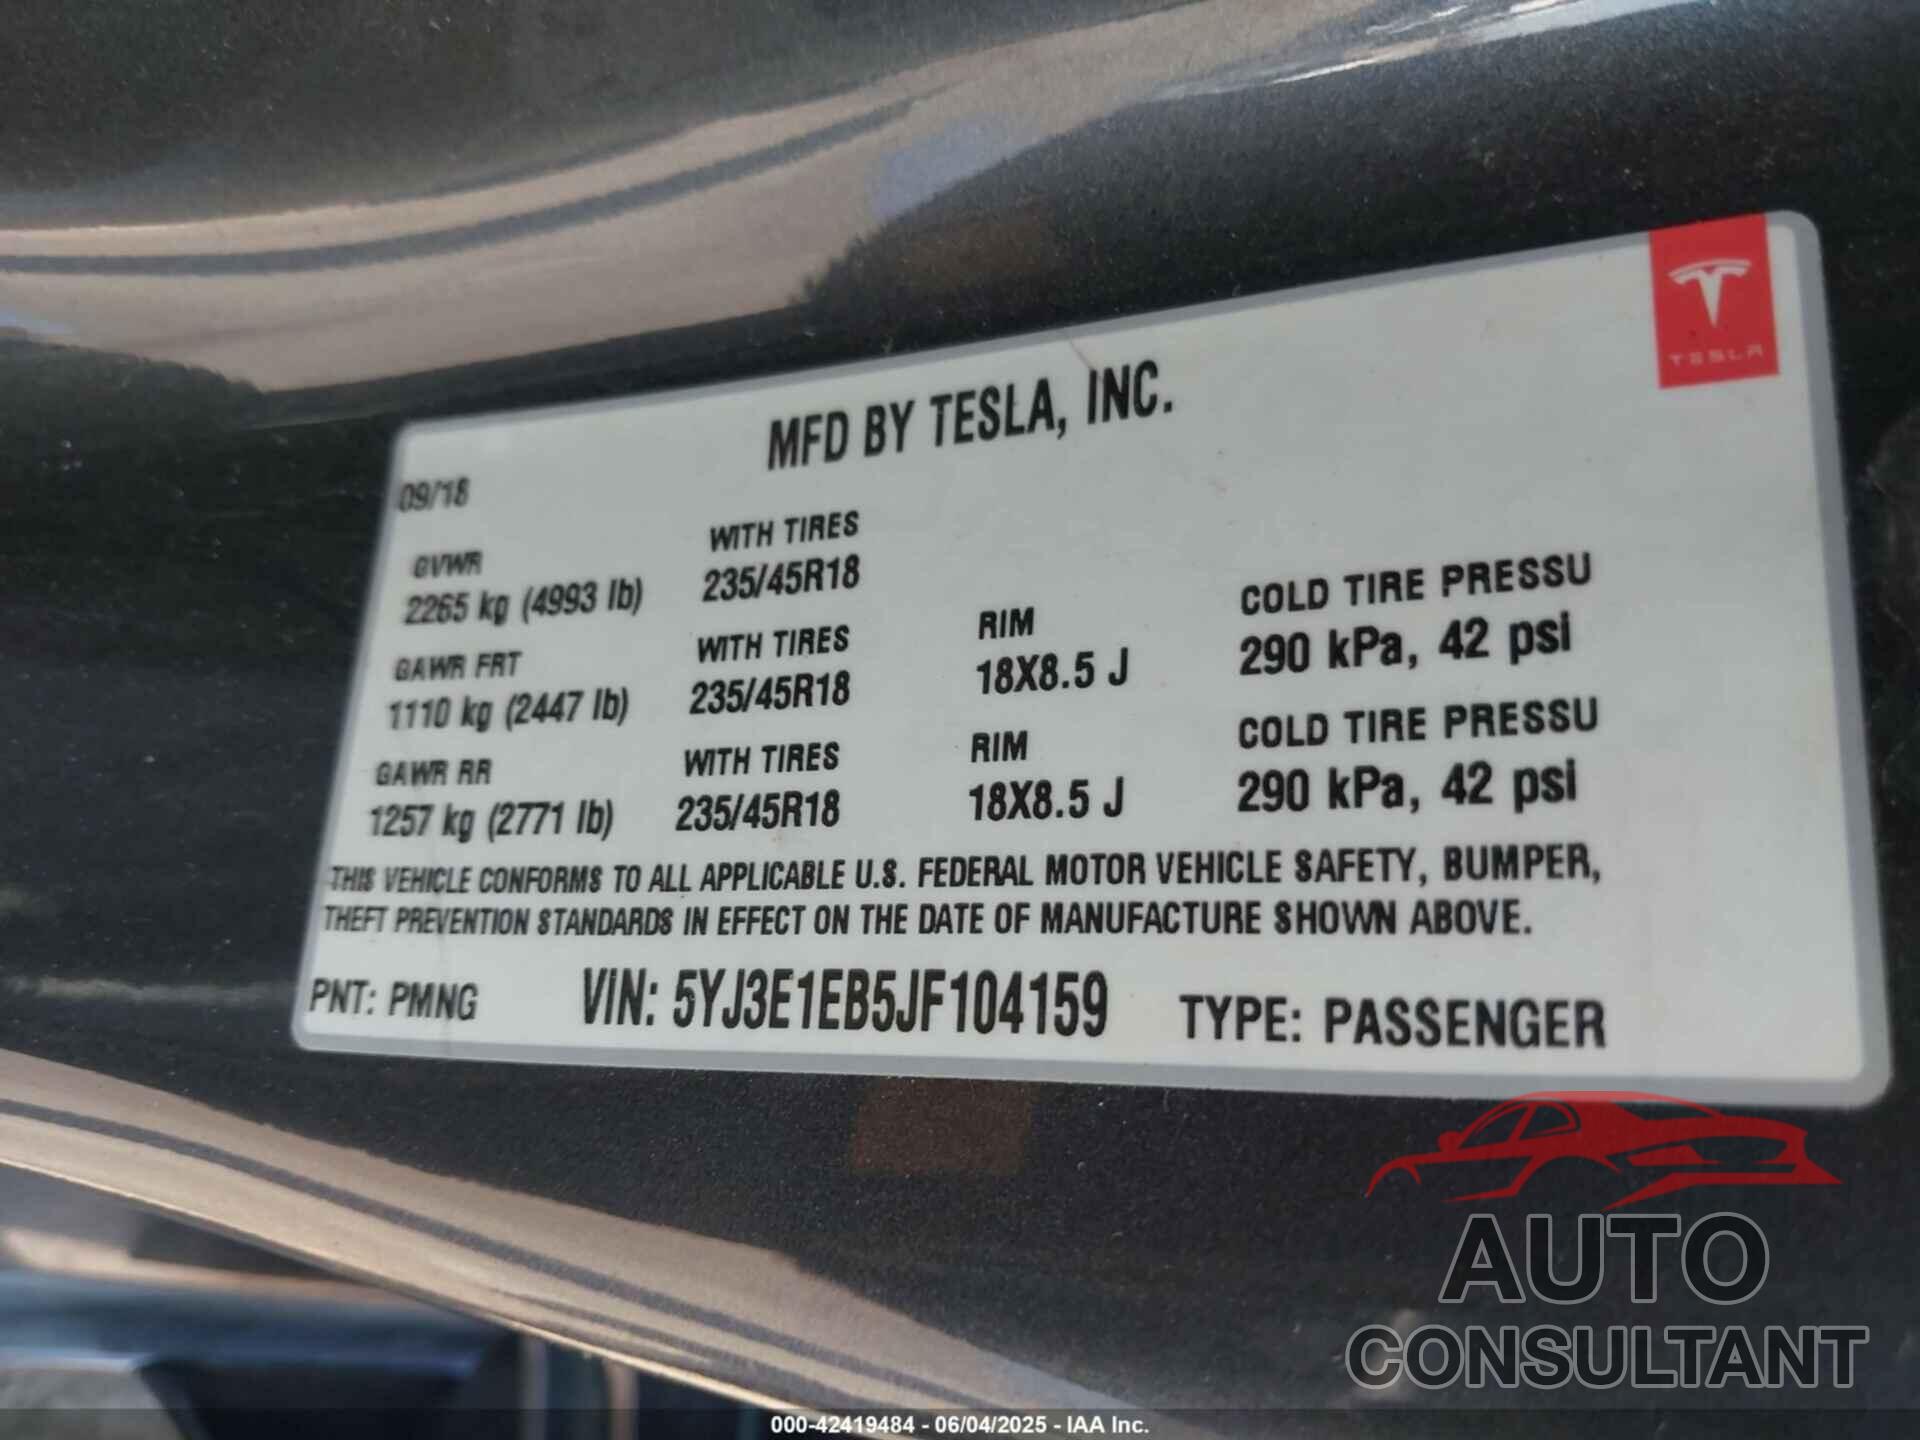 TESLA
MFD BY TESLA, INC.
09/18
GVWR
2265 kg (4993 lb)
WITH TIRES
235/45R18
GAWR FRT
1110 kg (2447 lb)
WITH TIRES
235/45R18
RIM
18X8.5 J
COLD TIRE PRESSU
290 kPa, 42 psi
GAWR RR
1257 kg (2771 lb)
WITH TIRES
235/45R18
RIM
18X8.5 J
COLD TIRE PRESSU
290 kPa, 42 psi
THIS VEHICLE CONFORMS TO ALL APPLICABLE U.S. FEDERAL MOTOR VEHICLE SAFETY, BUMPER,
THEFT PREVENTION STANDARDS IN EFFECT ON THE DATE OF MANUFACTURE SHOWN ABOVE.
PNT: PMNG VIN: 5YJ3E1EB5JF104159 TYPE: PASSENGER
AUTO
CONSULTANT
000-42419484 - 06/04/2025 - IAA Inc.